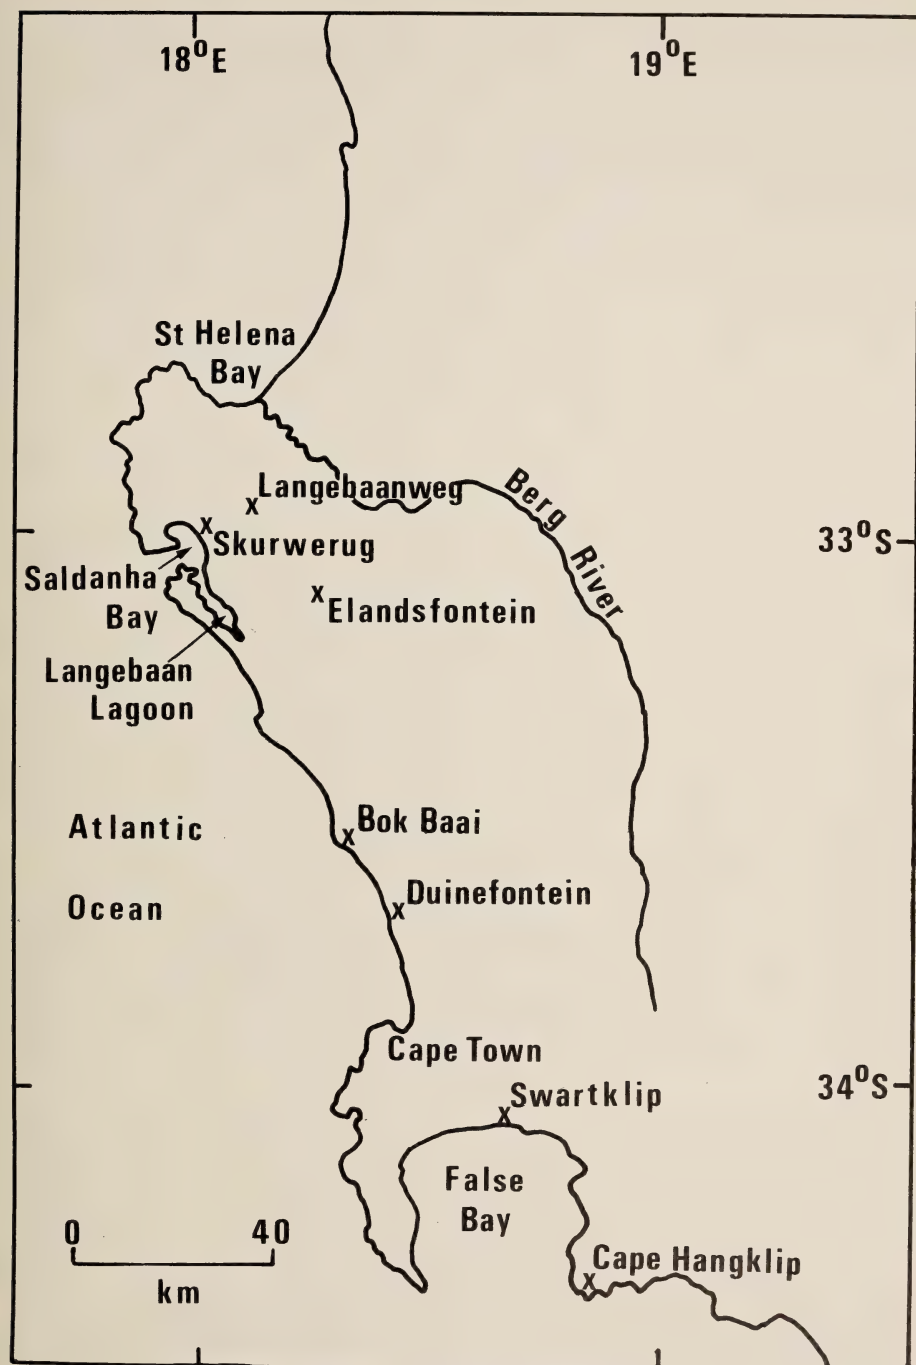 18°E
19°E
St Helena
Bay
Langebaanweg
Berg
River
33°S
Skurwerug
Saldanha
Bay
Elandsfontein
Langebaan
Lagoon
Atlantic
Bok Baai
Ocean
Duinefontein
Cape Town
34°S
Swartklip
False
Bay
0 40
km
Cape Hangklip